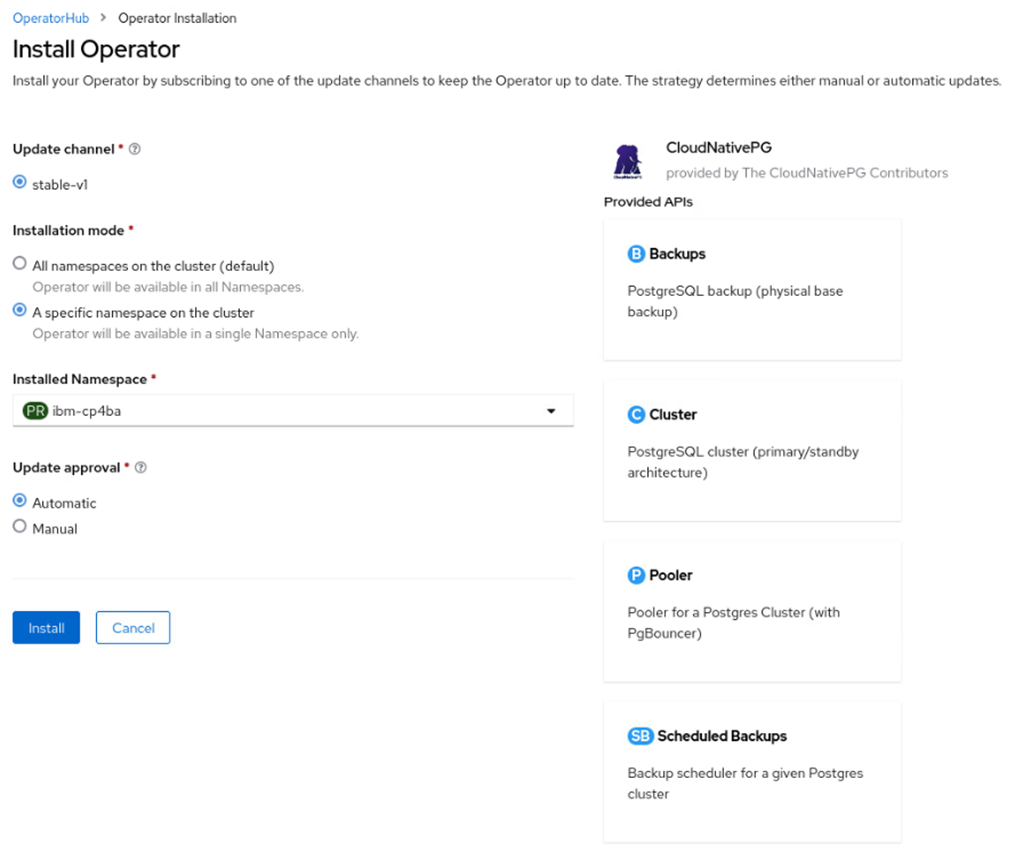 OperatorHub > Operator Installation
Install Operator
Install your Operator by subscribing to one of the update channels to keep the Operator up to date. The strategy determines either manual or automatic updates.
Update channel *
stable-v1
Installation mode *
All namespaces on the cluster (default)
Operator will be available in all Namespaces.
A specific namespace on the cluster
Operator will be available in a single Namespace only.
Installed Namespace *
PR ibm-cp4ba
Update approval *
Automatic
Manual
Install
Cancel
CloudNativePG
provided by The CloudNativePG Contributors
Provided APIs
B Backups
PostgreSQL backup (physical base
backup)
C Cluster
PostgreSQL cluster (primary/standby
architecture)
P Pooler
Pooler for a Postgres Cluster (with
PgBouncer)
SB Scheduled Backups
Backup scheduler for a given Postgres
cluster